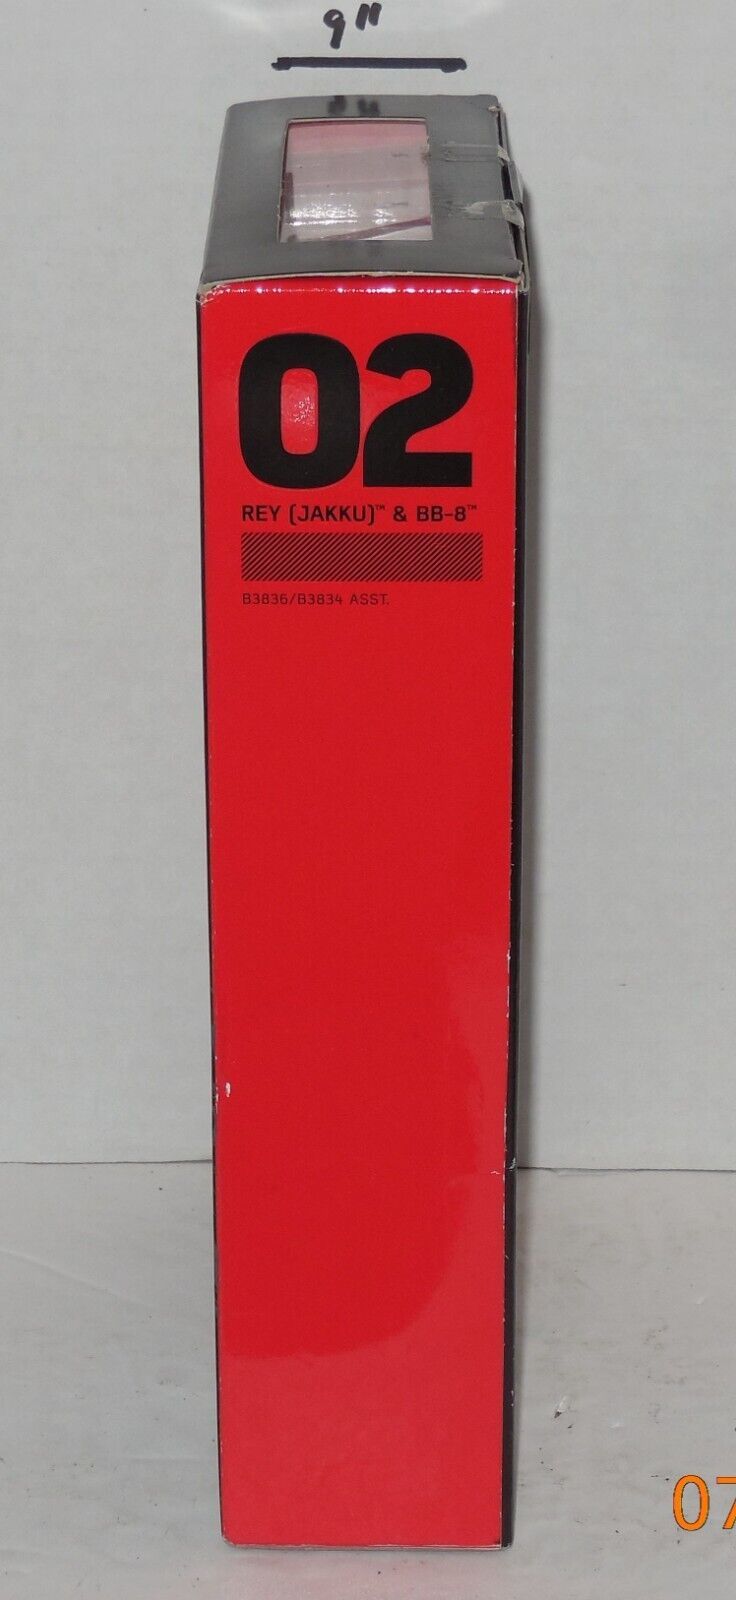 9"
02
REY (JAKKU)™ & BB-8™
B3836/B3834 ASST.
07